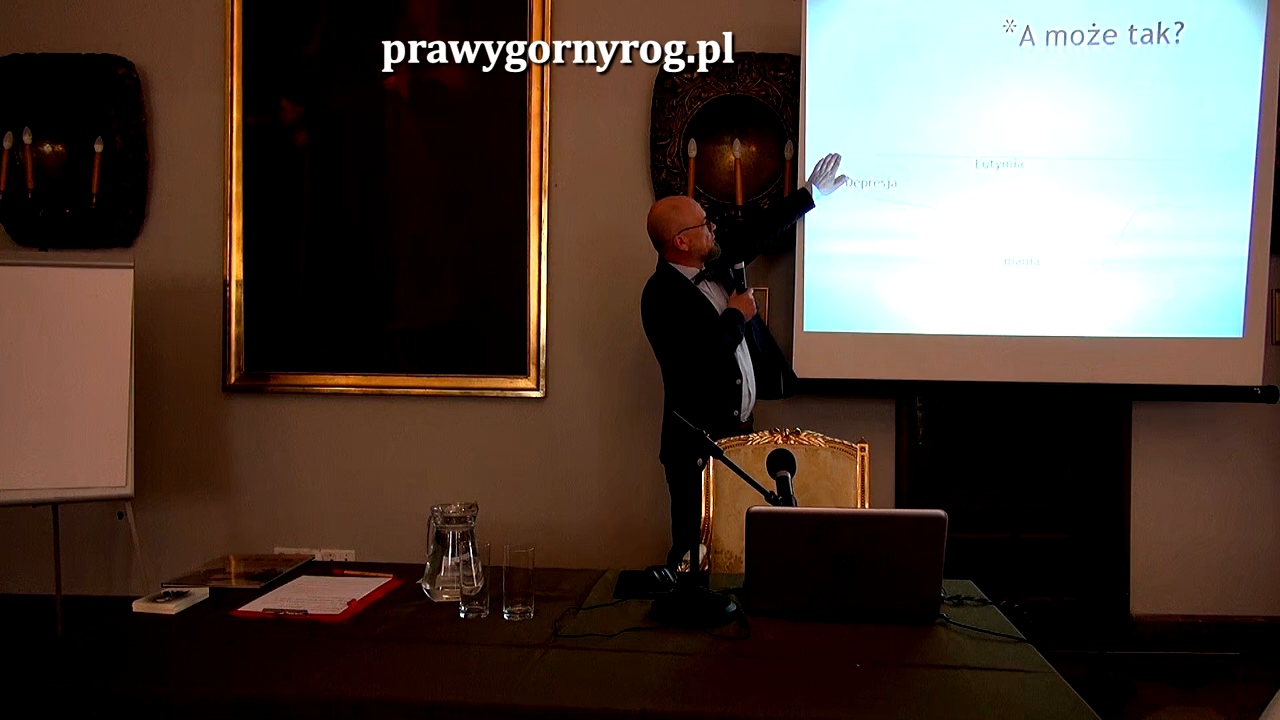 prawygornyrog.pl
*A może tak?
Eutymia
Depresja
mania